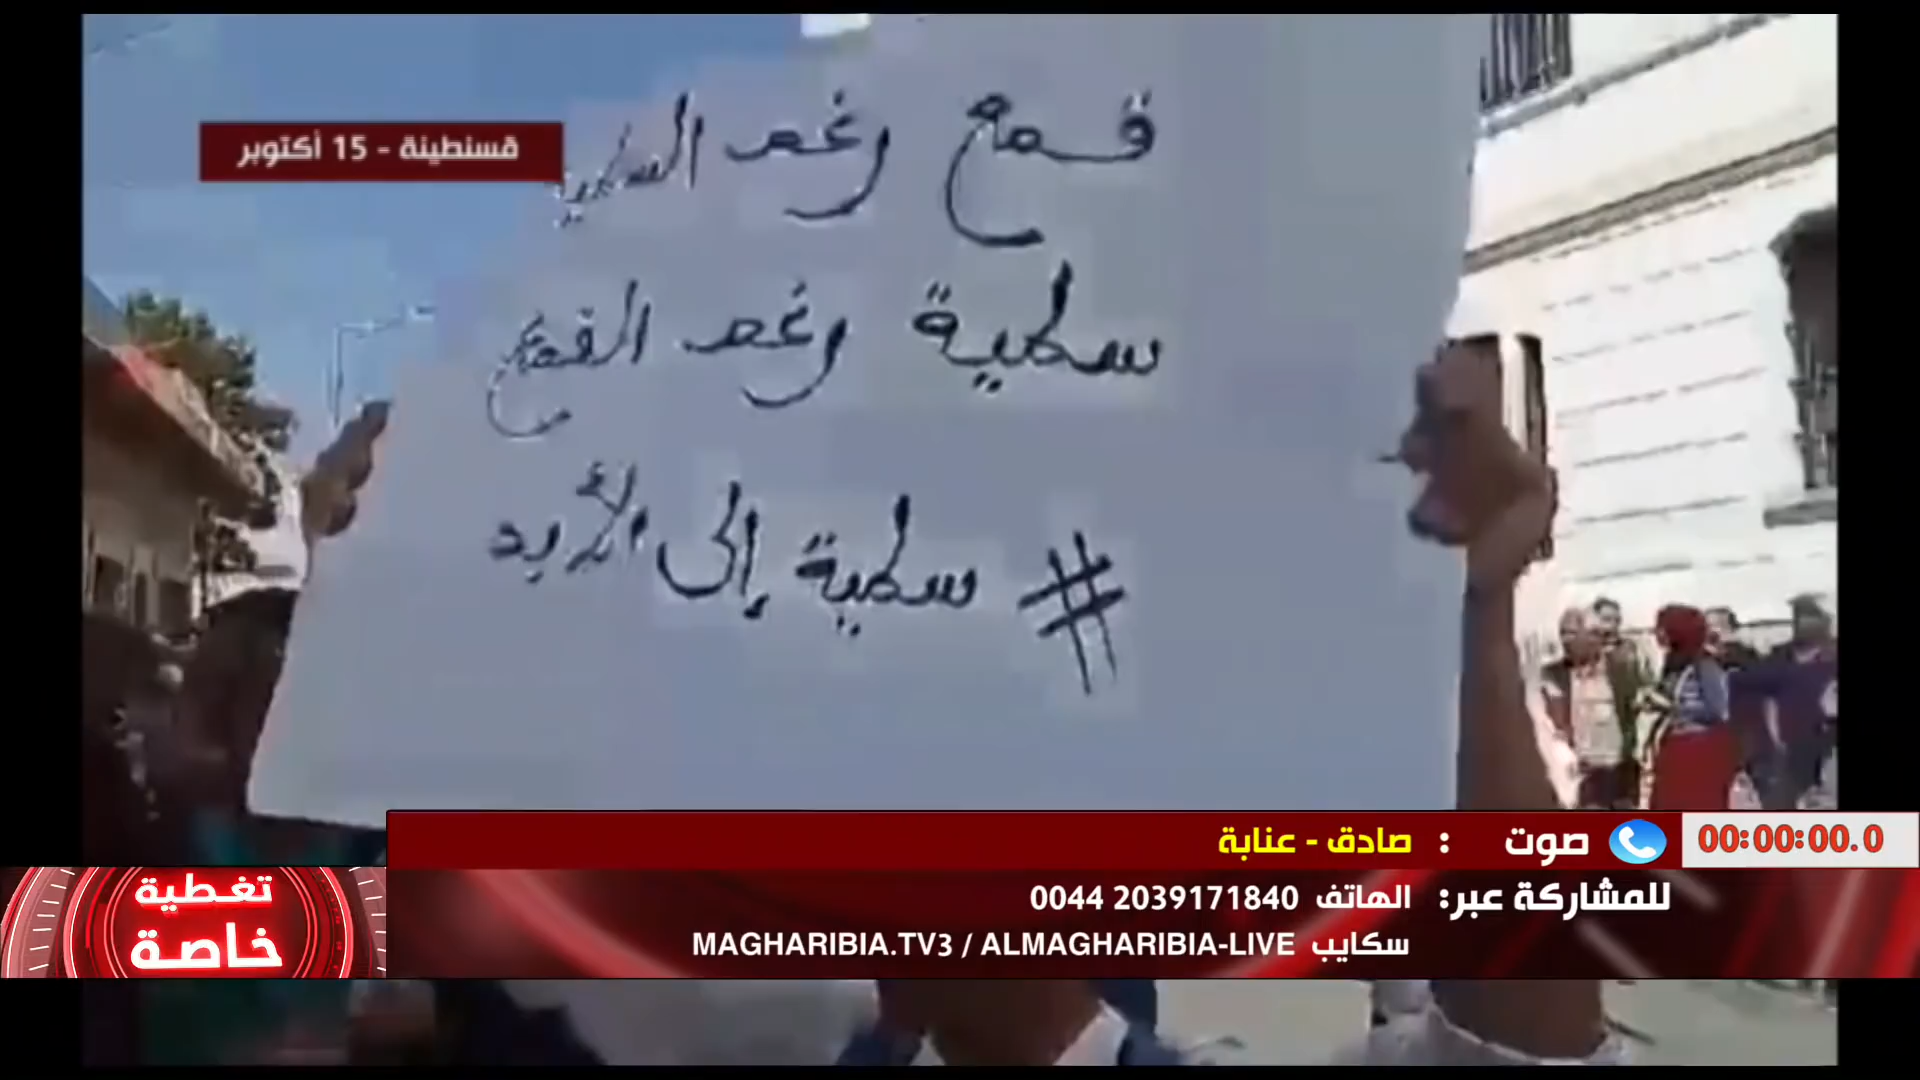 قسنطينة - 15 أكتوبر
قمع رغم السلمية
سلمية رغم القمع
# سلمية إلى الأبد
00:00:00.0
صوت : صادق - عنابة
للمشاركة عبر: الهاتف 0044 2039171840
سكايب MAGHARIBIA.TV3 / ALMAGHARIBIA-LIVE
تغطية
خاصة